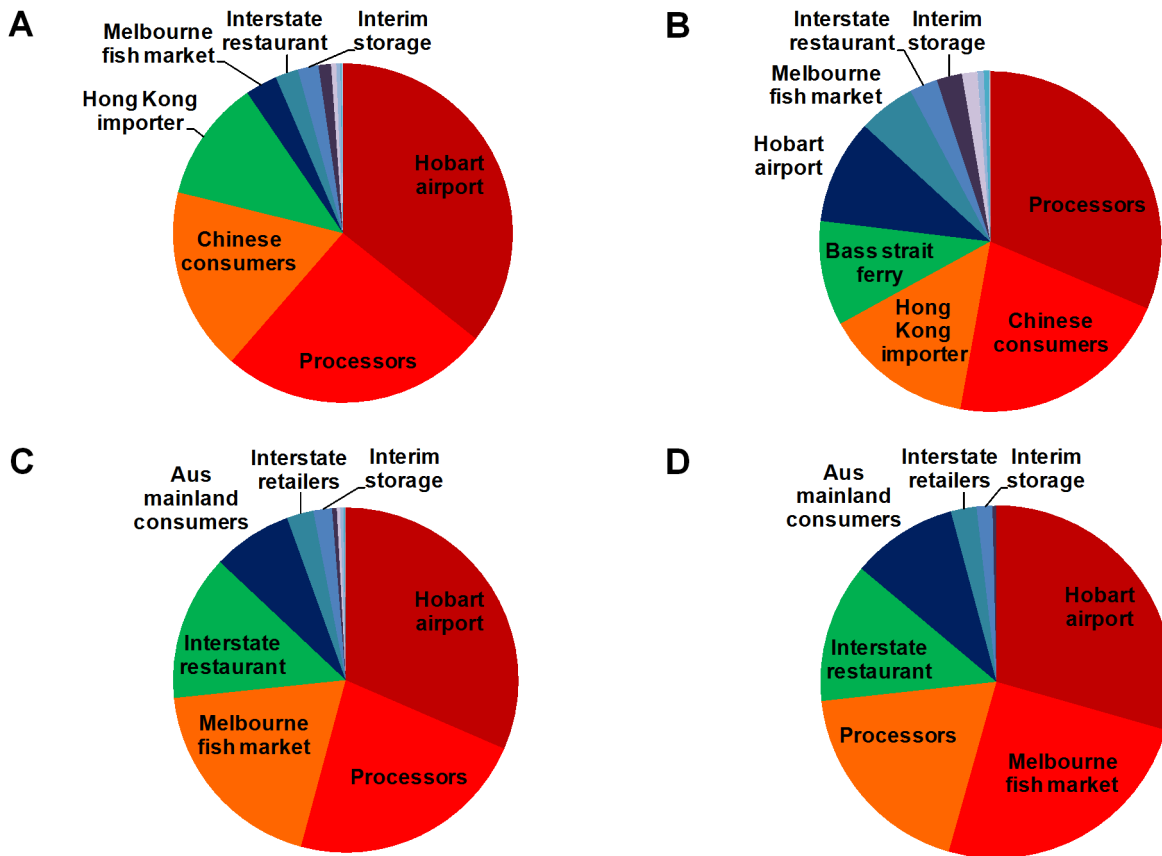 A
Melbourne
fish market
Interstate
restaurant
Interim
storage
Hong Kong
importer
Hobart
airport
Chinese
consumers
Processors
B
Interstate
restaurant
Interim
storage
Melbourne
fish market
Hobart
airport
Processors
Bass strait
ferry
Hong
Kong
importer
Chinese
consumers
C
Aus
mainland
consumers
Interstate
retailers
Interim
storage
Hobart
airport
Interstate
restaurant
Melbourne
fish market
Processors
D
Aus
mainland
consumers
Interstate
retailers
Interim
storage
Hobart
airport
Interstate
restaurant
Processors
Melbourne
fish market